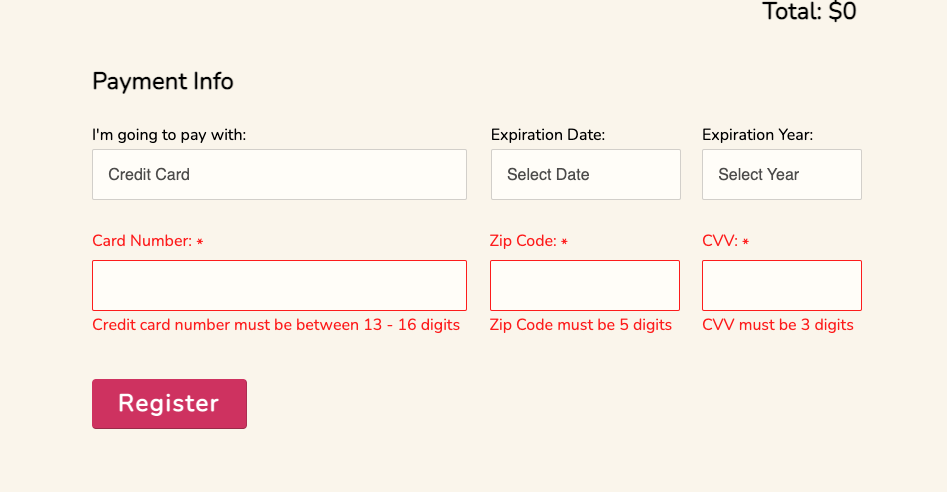 Total: $0
Payment Info
I'm going to pay with: Expiration Date: Expiration Year:
Credit Card Select Date Select Year
Card Number: * Zip Code: * CVV: *
Credit card number must be between 13 - 16 digits Zip Code must be 5 digits CVV must be 3 digits
Register